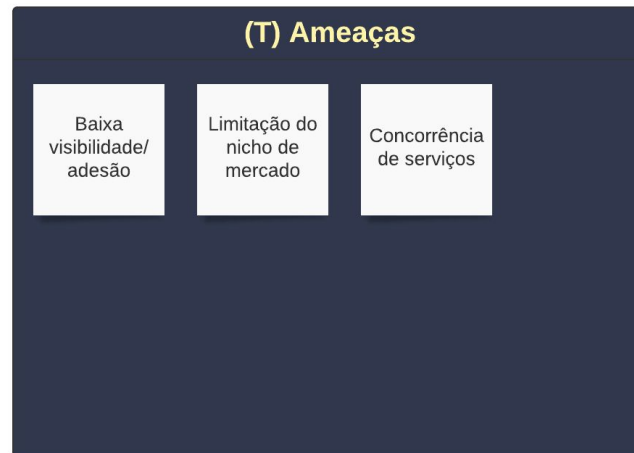 (T) Ameaças
Baixa
visibilidade/
adesão
Limitação do
nicho de
mercado
Concorrência
de serviços